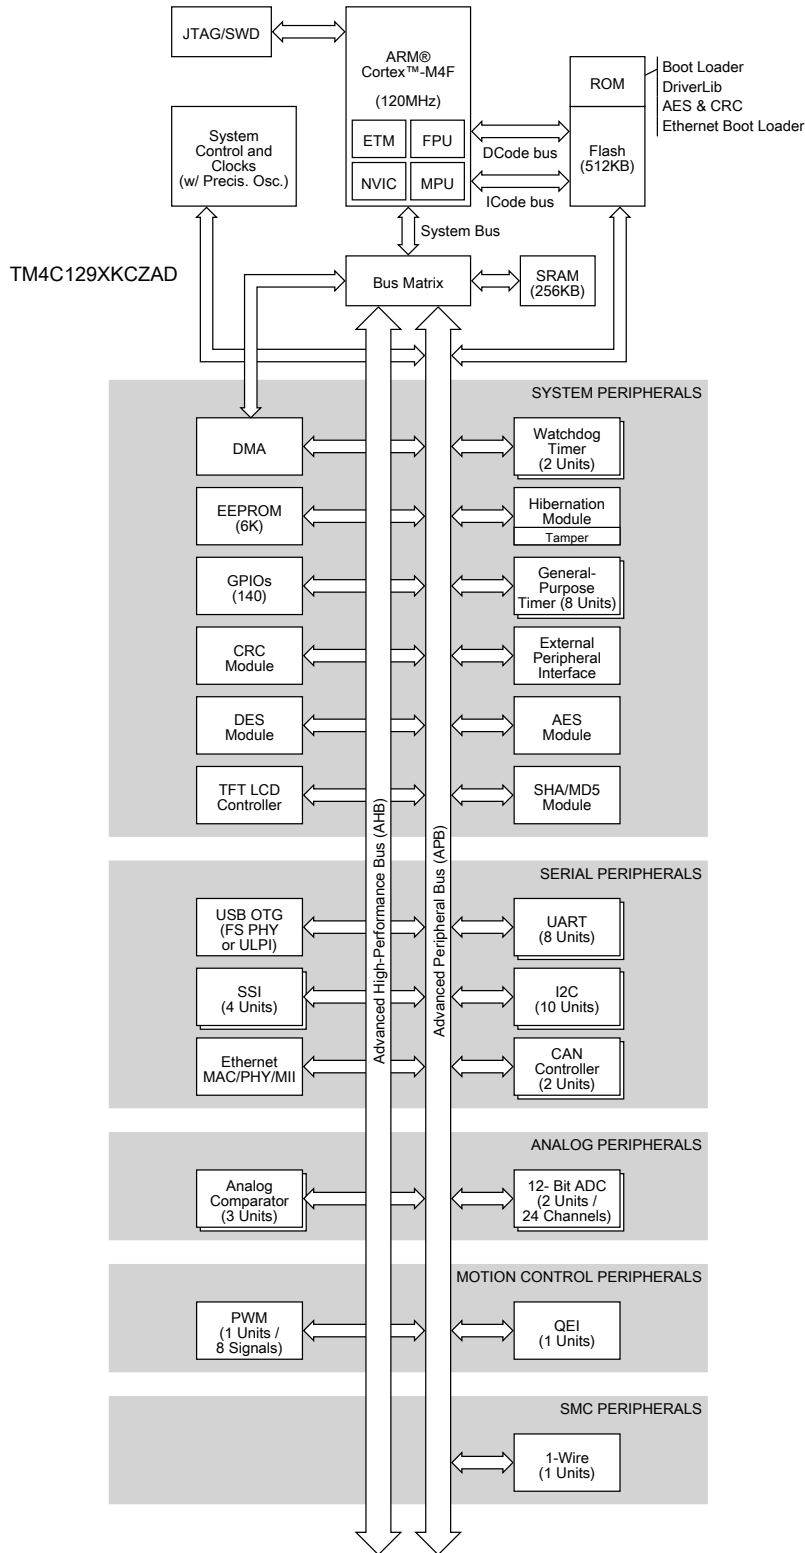 JTAG/SWD
ARM®
Cortex™-M4F
(120MHz)
ETM
FPU
NVIC
MPU
ROM
Boot Loader
DriverLib
AES & CRC
Ethernet Boot Loader
System
Control and
Clocks
(w/ Precis. Osc.)
DCode bus
Flash
(512KB)
ICode bus
System Bus
TM4C129XKCZAD
Bus Matrix
SRAM
(256KB)
SYSTEM PERIPHERALS
DMA
Watchdog
Timer
(2 Units)
EEPROM
(6K)
Hibernation
Module
Tamper
GPIOs
(140)
General-
Purpose
Timer (8 Units)
CRC
Module
External
Peripheral
Interface
DES
Module
AES
Module
TFT LCD
Controller
SHA/MD5
Module
Advanced High-Performance Bus (AHB)
Advanced Peripheral Bus (APB)
SERIAL PERIPHERALS
USB OTG
(FS PHY
or ULPI)
UART
(8 Units)
SSI
(4 Units)
I2C
(10 Units)
Ethernet
MAC/PHY/MII
CAN
Controller
(2 Units)
ANALOG PERIPHERALS
Analog
Comparator
(3 Units)
12- Bit ADC
(2 Units /
24 Channels)
MOTION CONTROL PERIPHERALS
PWM
(1 Units /
8 Signals)
QEI
(1 Units)
SMC PERIPHERALS
1-Wire
(1 Units)